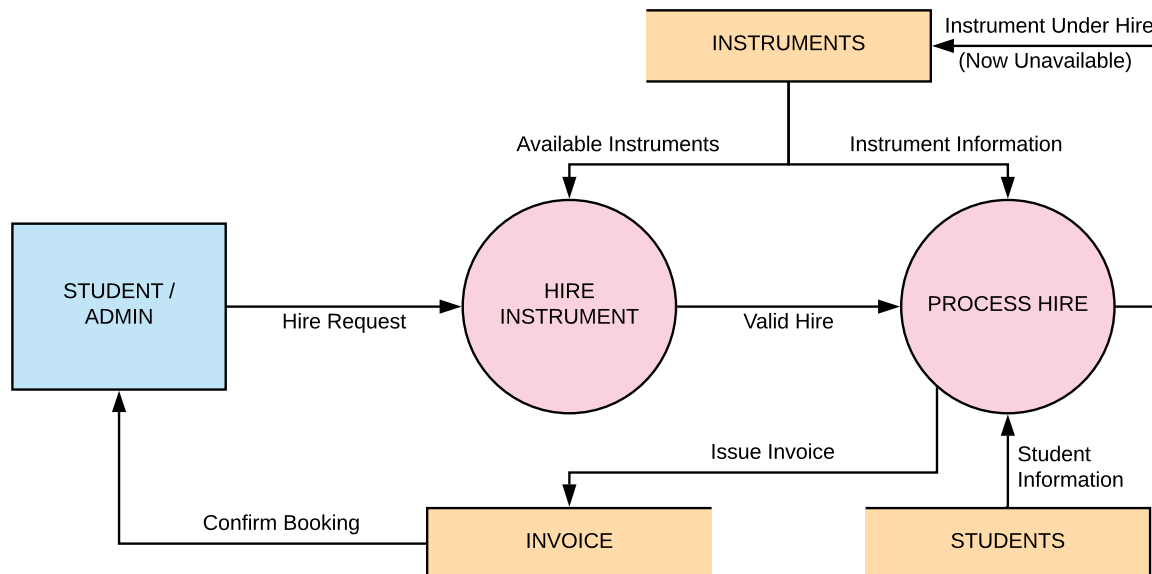 INSTRUMENTS
Instrument Under Hire
(Now Unavailable)
Available Instruments
Instrument Information
STUDENT /
ADMIN
Hire Request
HIRE
INSTRUMENT
Valid Hire
PROCESS HIRE
Issue Invoice
Student
Information
Confirm Booking
INVOICE
STUDENTS